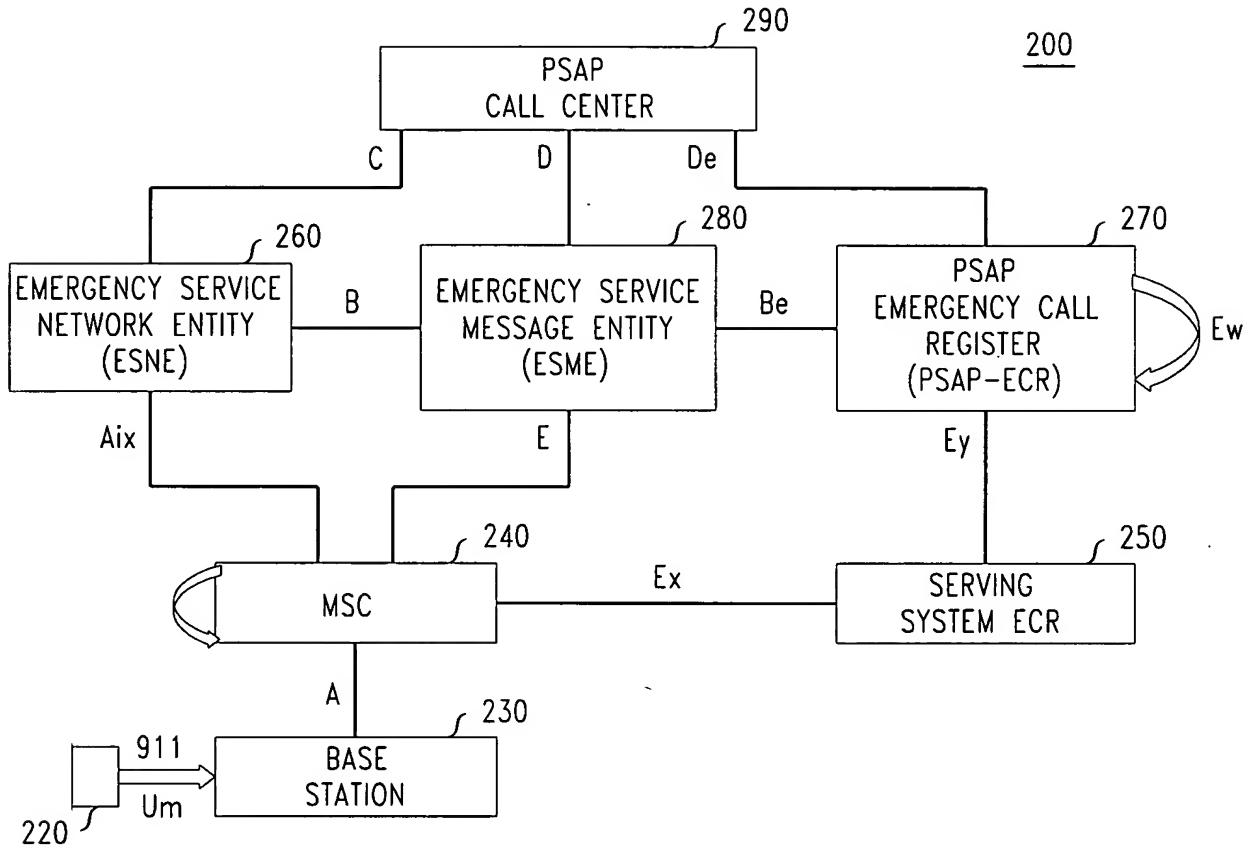 290
200
PSAP
CALL CENTER
C
D
De
260
280
270
EMERGENCY SERVICE
NETWORK ENTITY
(ESNE)
B
EMERGENCY SERVICE
MESSAGE ENTITY
(ESME)
Be
PSAP
EMERGENCY CALL
REGISTER
(PSAP-ECR)
Ew
Aix
E
Ey
240
250
MSC
Ex
SERVING
SYSTEM ECR
A
230
911
Um
220
BASE
STATION